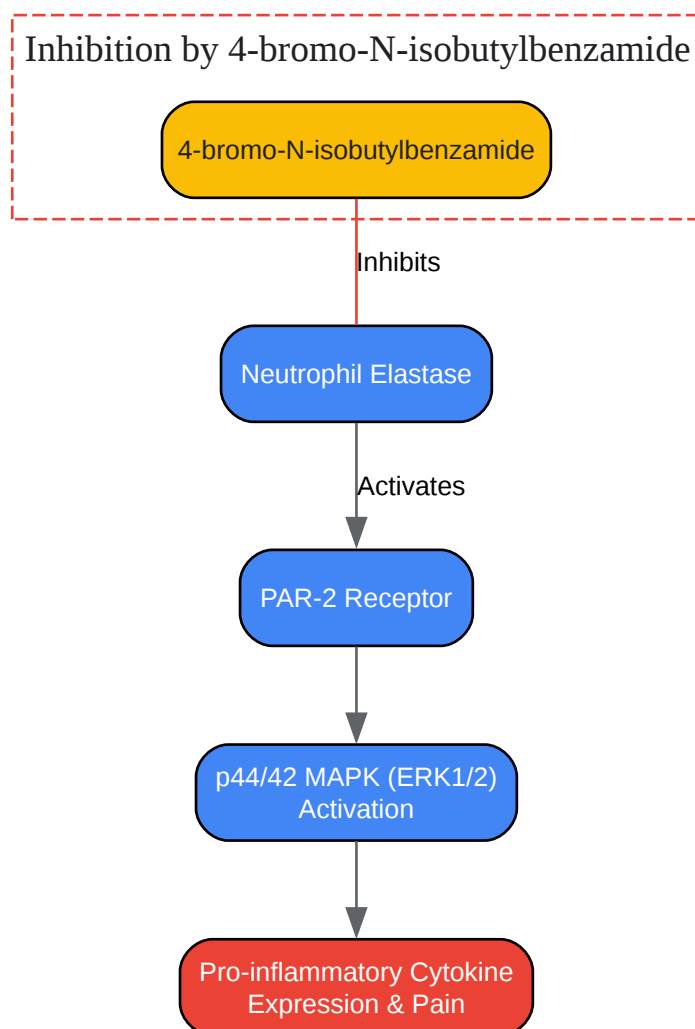 Inhibition by 4-bromo-N-isobutylbenzamide
4-bromo-N-isobutylbenzamide
Inhibits
Neutrophil Elastase
Activates
PAR-2 Receptor
p44/42 MAPK (ERK1/2)
Activation
Pro-inflammatory Cytokine
Expression & Pain